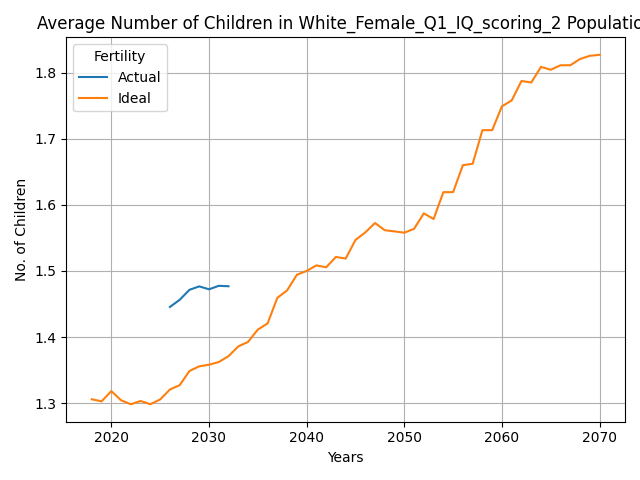 Average Number of Children in White_Female_Q1_IQ_scoring_2 Populatio
Fertility
Actual
Ideal
No. of Children
1.8
1.7
1.6
1.5
1.4
1.3
2020 2030 2040 2050 2060 2070
Years